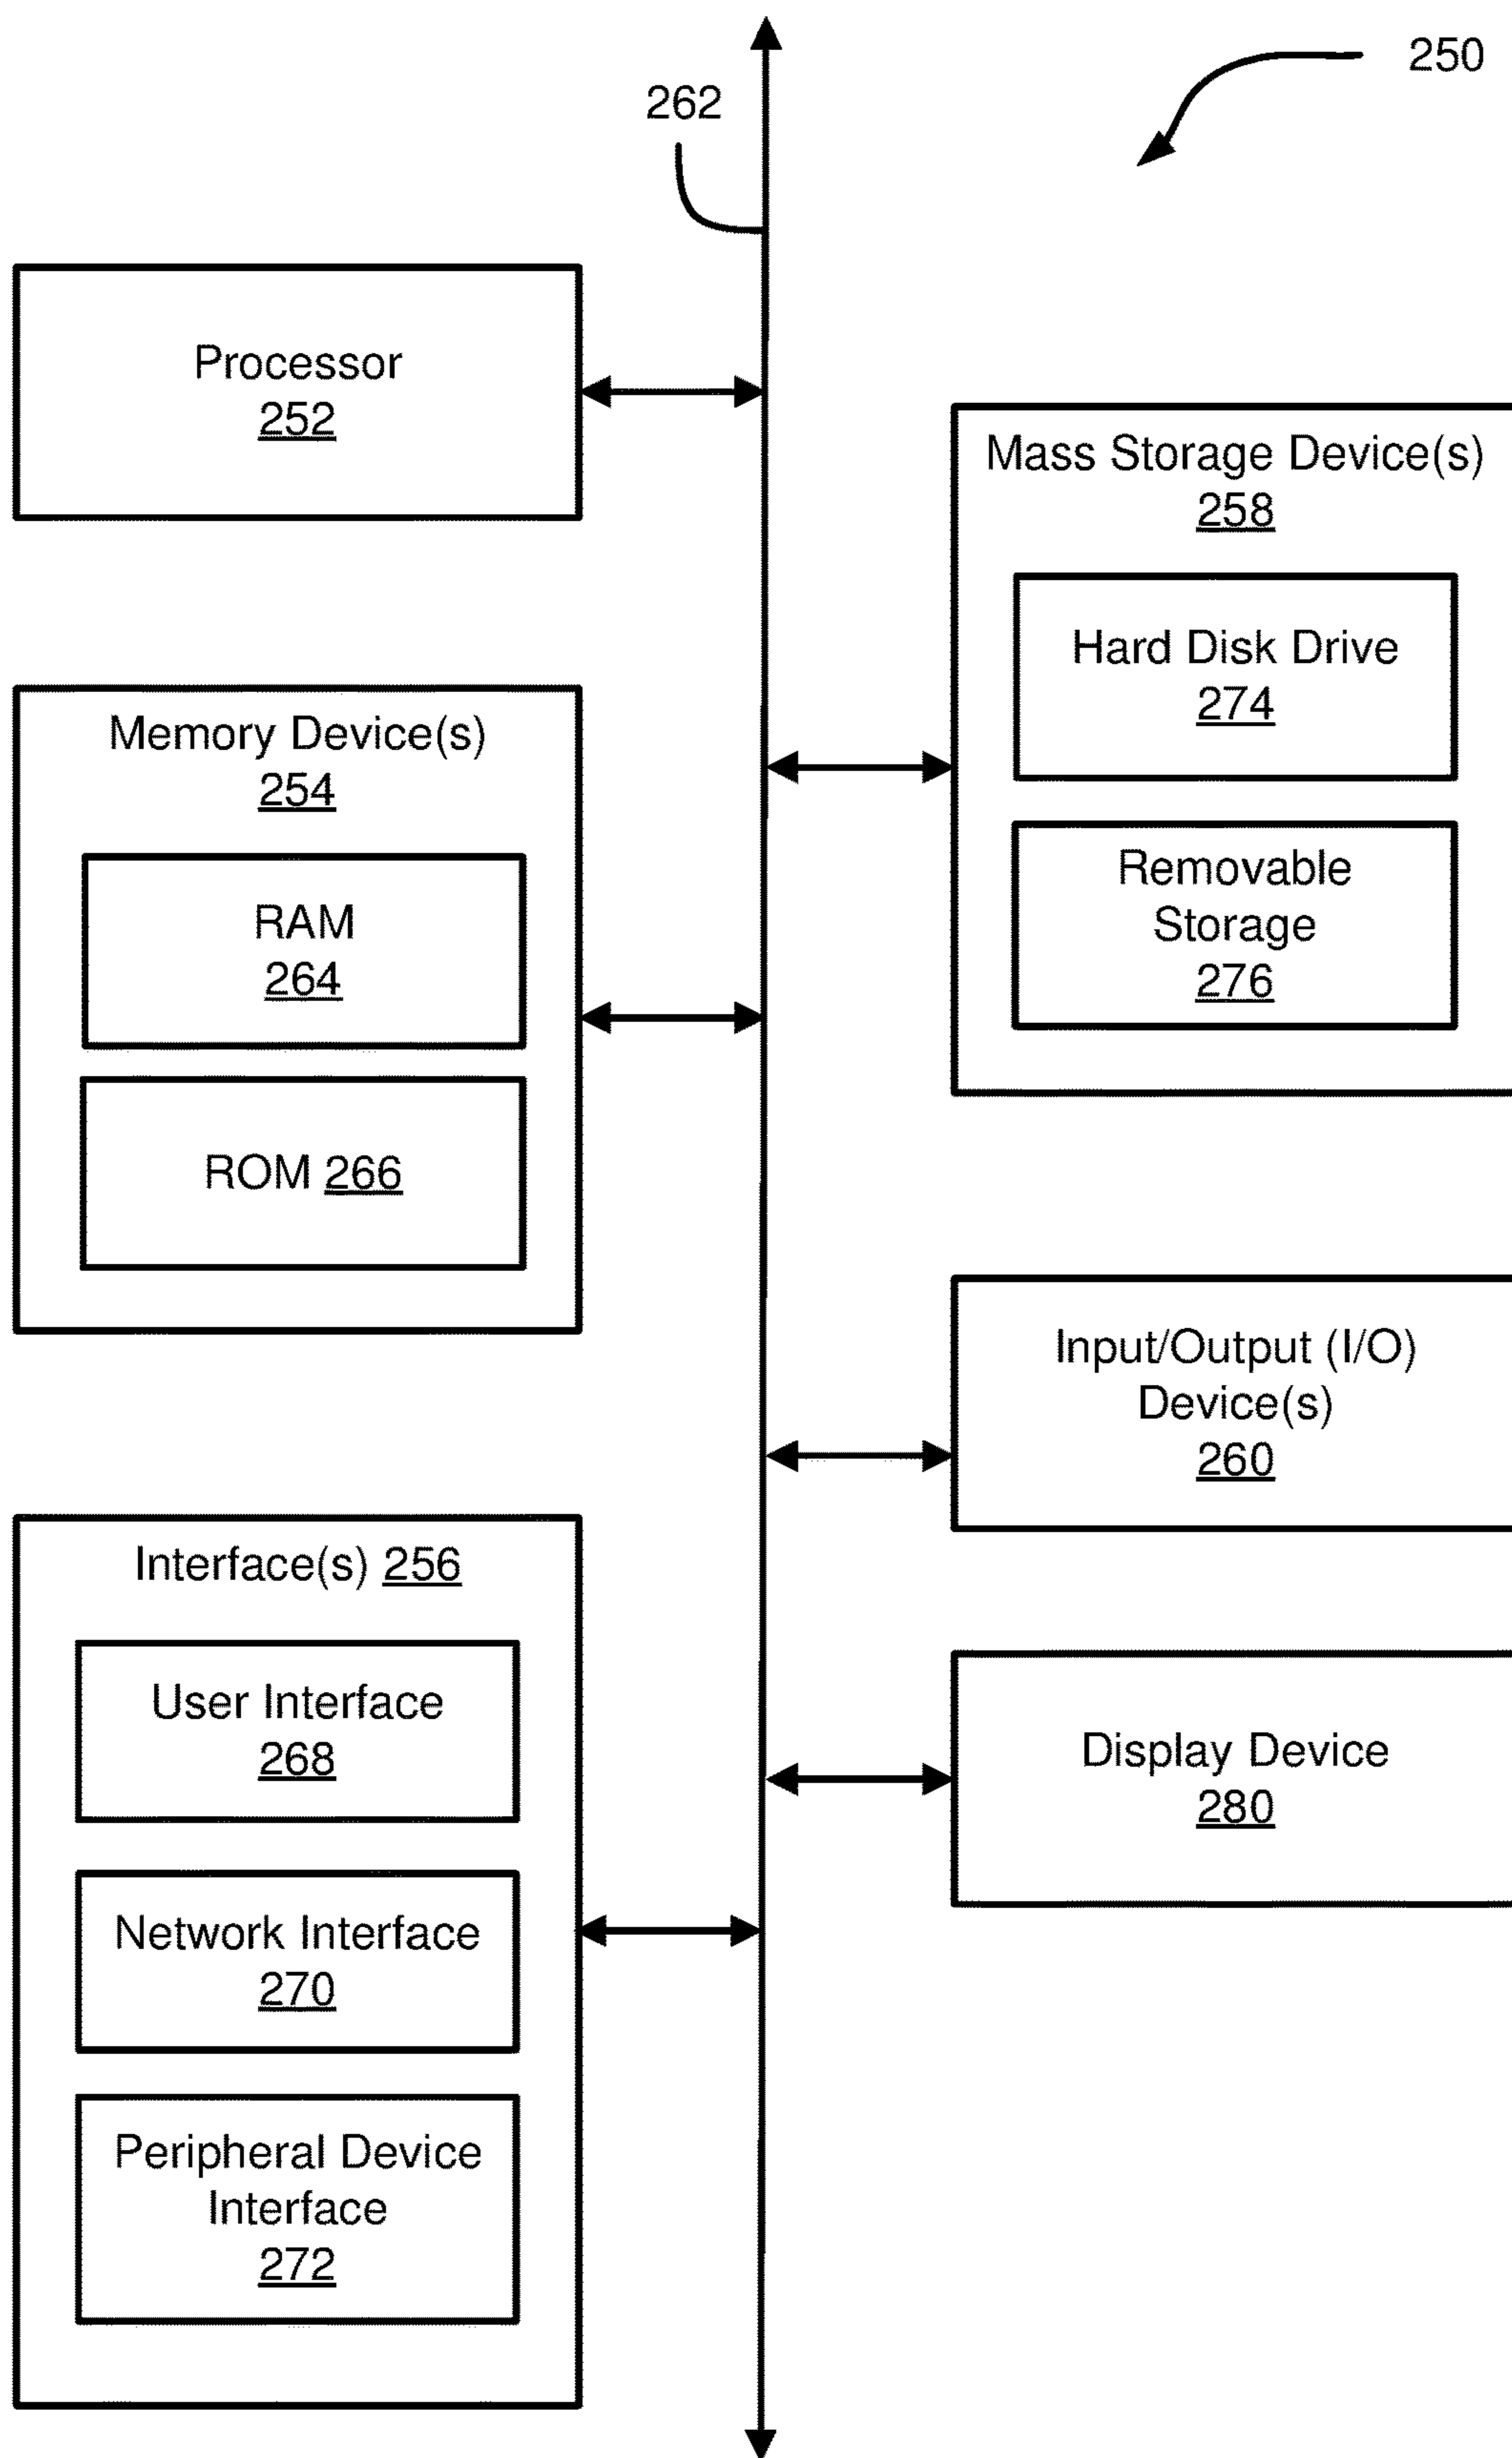 250
262
Processor
252
Mass Storage Device(s)
258
Hard Disk Drive
274
Removable
Storage
276
Memory Device(s)
254
RAM
264
ROM 266
Input/Output (I/O)
Device(s)
260
Interface(s) 256
User Interface
268
Network Interface
270
Peripheral Device
Interface
272
Display Device
280